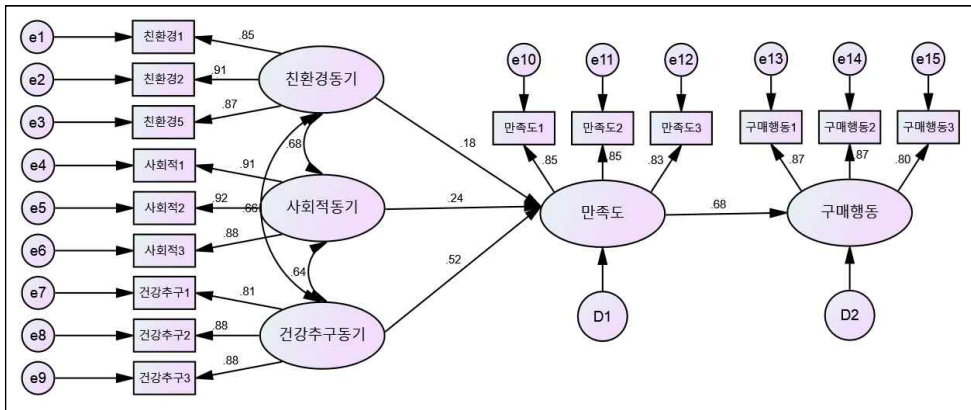 e1
친환경1
.85
e2
친환경2
.91
e3
친환경5
.87
친환경동기
e4
사회적1
.91
e5
사회적2
.92
e6
사회적3
.88
사회적동기
e7
건강추구1
.81
e8
건강추구2
.88
e9
건강추구3
.88
건강추구동기
.68
.66
.64
.18
.24
.52
e10
e11
e12
만족도1
만족도2
만족도3
.85
.85
.83
만족도
D1
.68
e13
e14
e15
구매행동1
구매행동2
구매행동3
.87
.87
.80
구매행동
D2